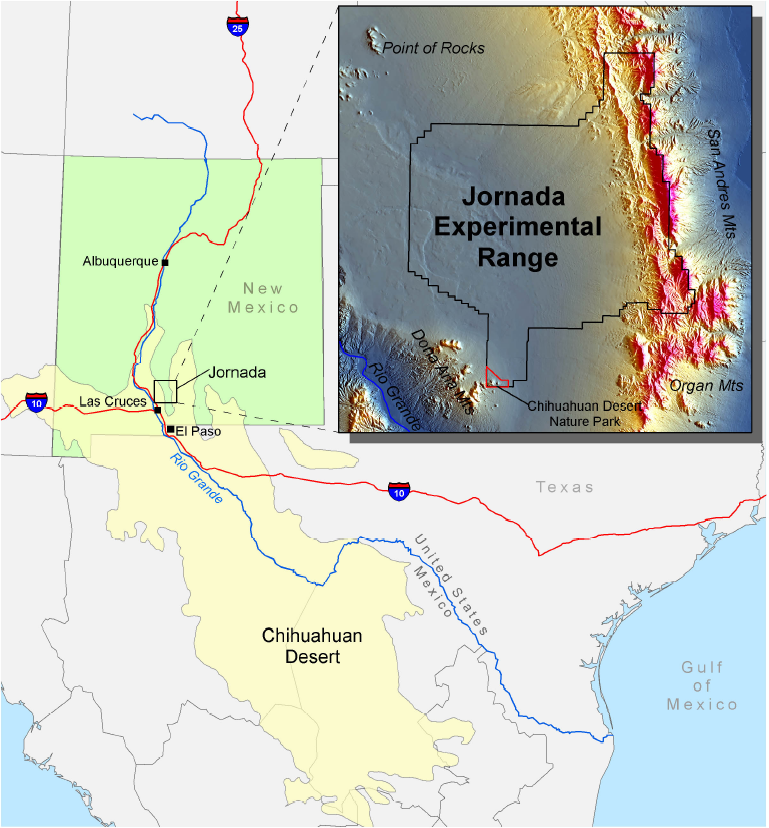 25
Point of Rocks
San Andres Mts
Jornada
Experimental
Range
Albuquerque
New
Mexico
Doña Ana Mts
Rio Grande
Jornada
Organ Mts
10
Las Cruces
Chihuahuan Desert
Nature Park
El Paso
Rio Grande
10
Texas
United States
Mexico
Chihuahuan
Desert
Gulf
of
Mexico